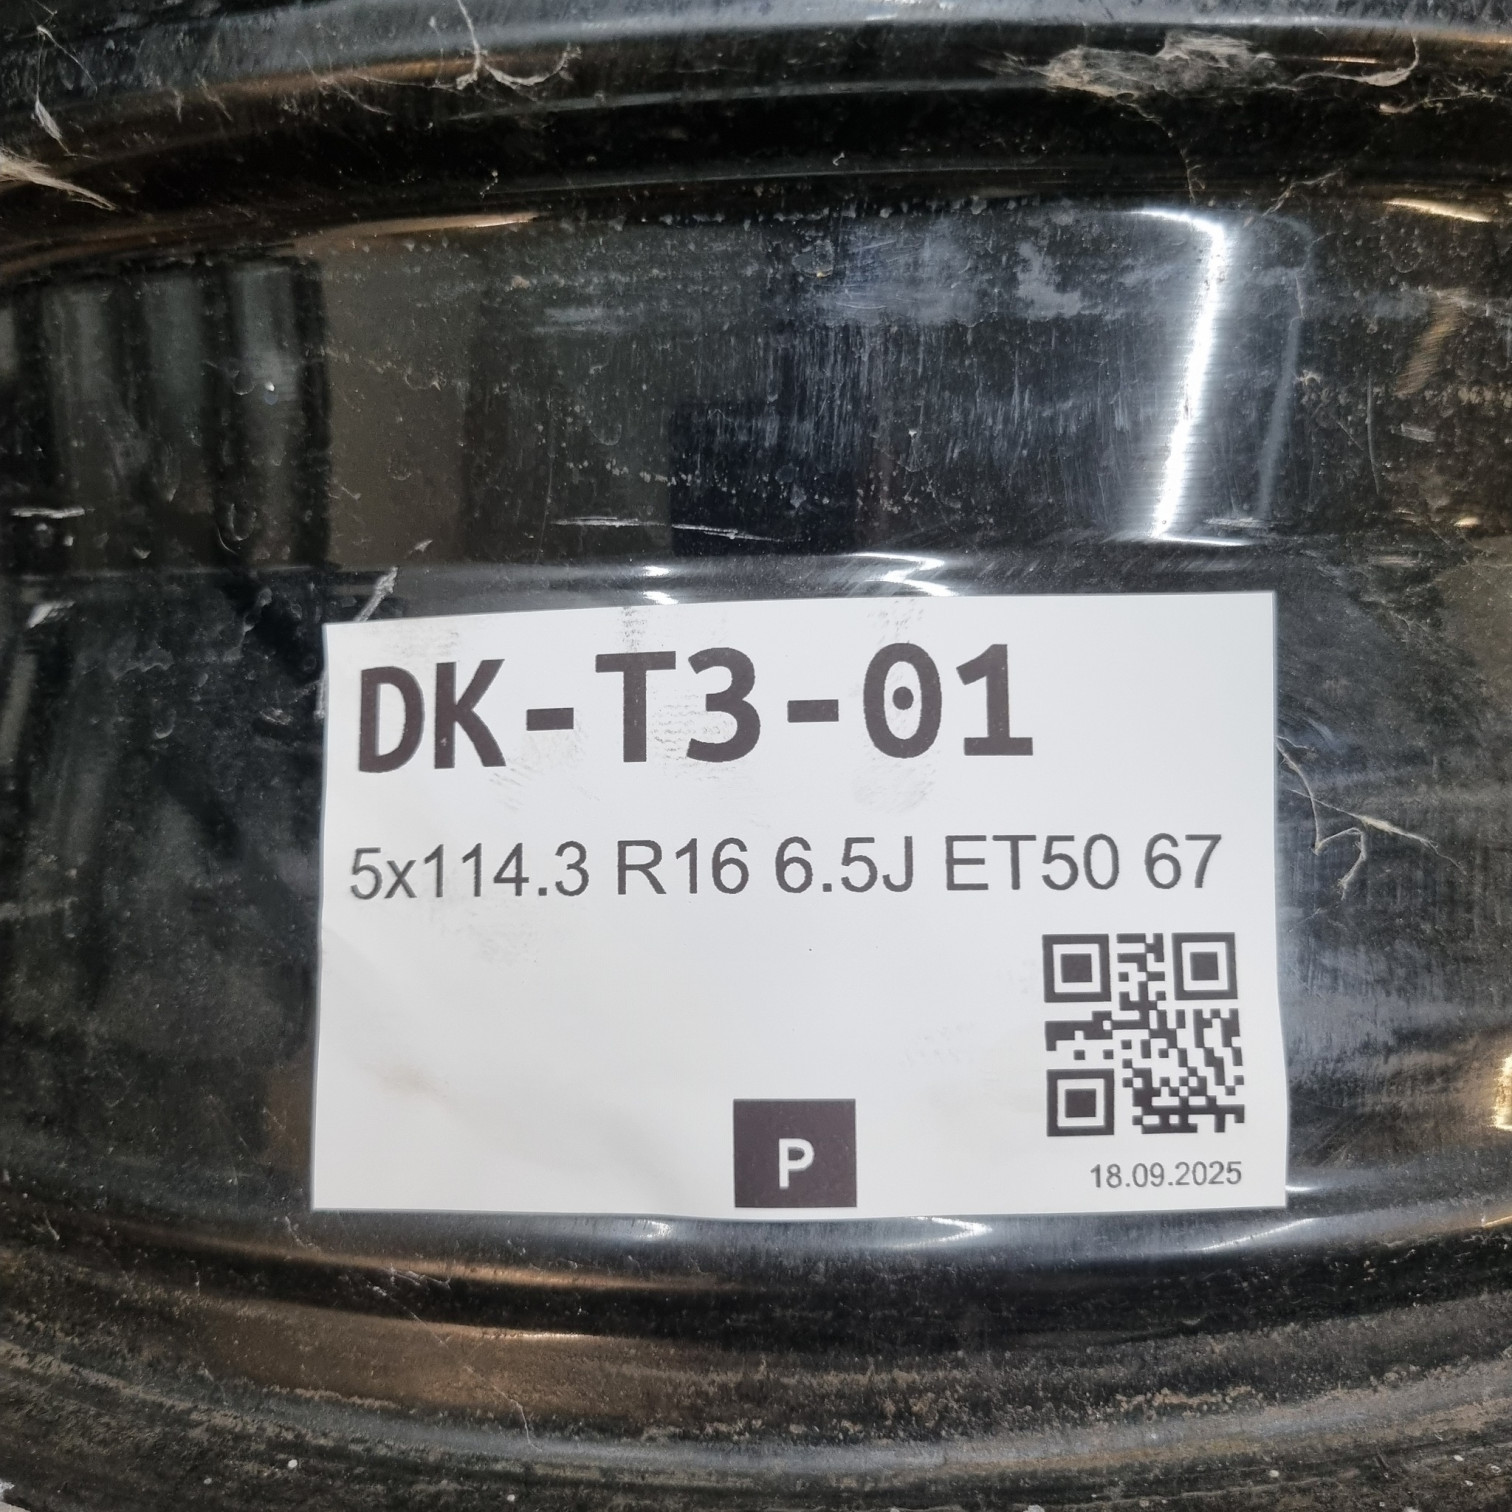 DK-T3-01
5x114.3 R16 6.5J ET50 67
P
18.09.2025